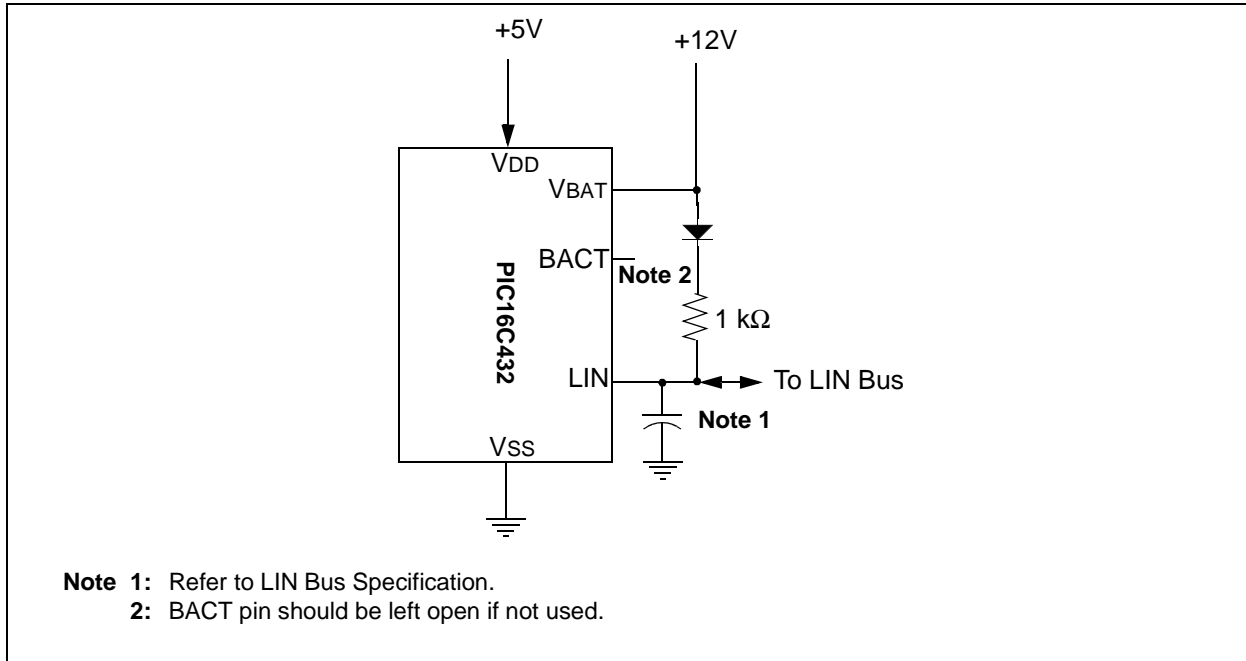 +5V
+12V
VDD
VBAT
BACT
Note 2
PIC16C432
1 kΩ
LIN
To LIN Bus
Note 1
VSS
Note 1: Refer to LIN Bus Specification.
2: BACT pin should be left open if not used.